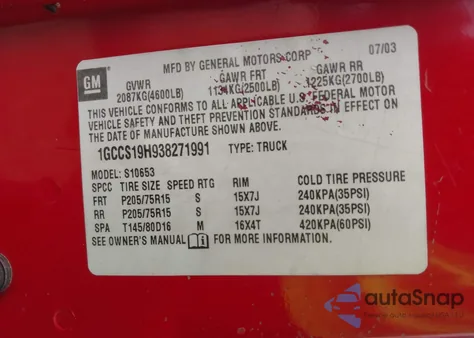 MFD BY GENERAL MOTORS CORP 07/03
GM
GVWR GAWR FRT GAWR RR
2087KG(4600LB) 1134KG(2500LB) 1225KG(2700LB)
THIS VEHICLE CONFORMS TO ALL APPLICABLE U.S. FEDERAL MOTOR
VEHICLE SAFETY AND THEFT PREVENTION STANDARDS IN EFFECT ON
THE DATE OF MANUFACTURE SHOWN ABOVE.
1GCCS19H938271991 TYPE: TRUCK
MODEL: S10653
SPCC TIRE SIZE SPEED RTG RIM COLD TIRE PRESSURE
FRT P205/75R15 S 15X7J 240KPA(35PSI)
RR P205/75R15 S 15X7J 240KPA(35PSI)
SPA T145/80D16 M 16X4T 420KPA(60PSI)
SEE OWNER'S MANUAL FOR MORE INFORMATION
autoSnap